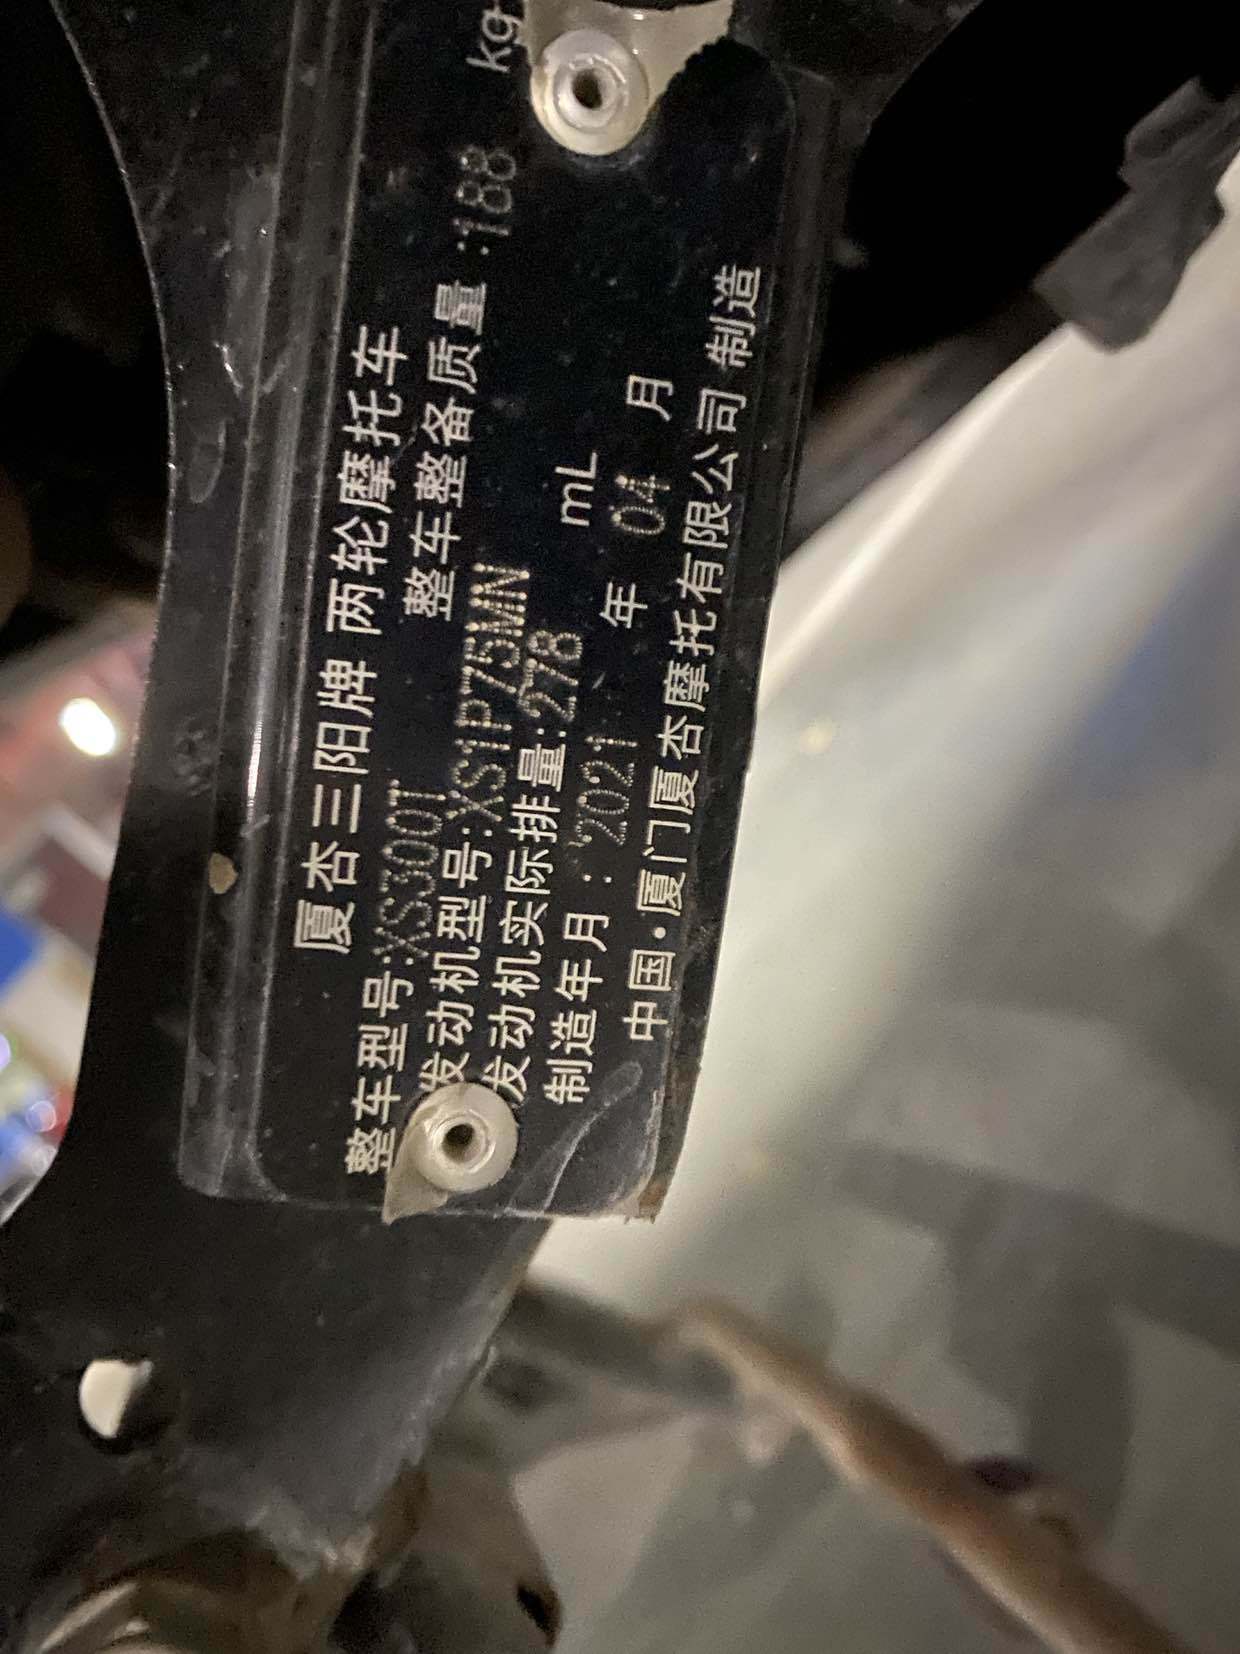 厦杏三阳牌 两轮摩托车
整车型号:XS300T 整车整备质量:188 kg
发动机型号:XS1P75MN
发动机实际排量:278 mL
制造年月:2021 年 04 月
中国·厦门厦杏摩托有限公司 制造